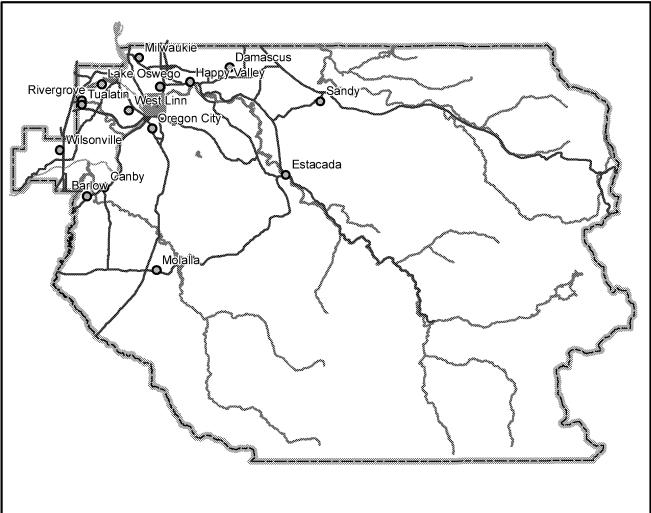 Milwaukie
Damascus
Lake Oswego
Happy Valley
Rivergrove
Tualatin
Sandy
West Linn
Oregon City
Wilsonville
Estacada
Canby
Barlow
Molalla